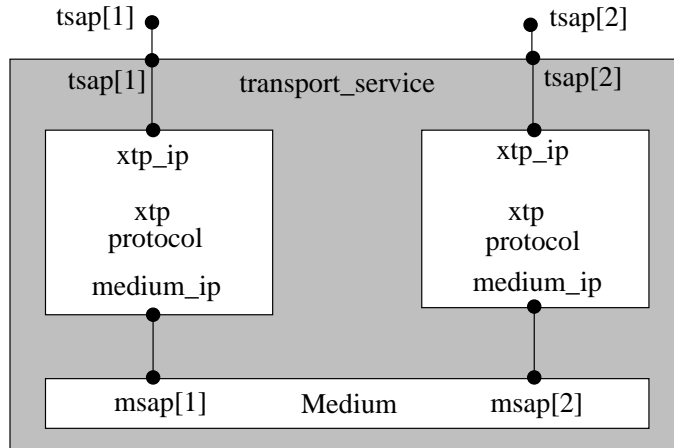 tsap[1]
tsap[2]
tsap[1]
transport_service
tsap[2]
xtp_ip
xtp
protocol
medium_ip
xtp_ip
xtp
protocol
medium_ip
msap[1]
Medium
msap[2]